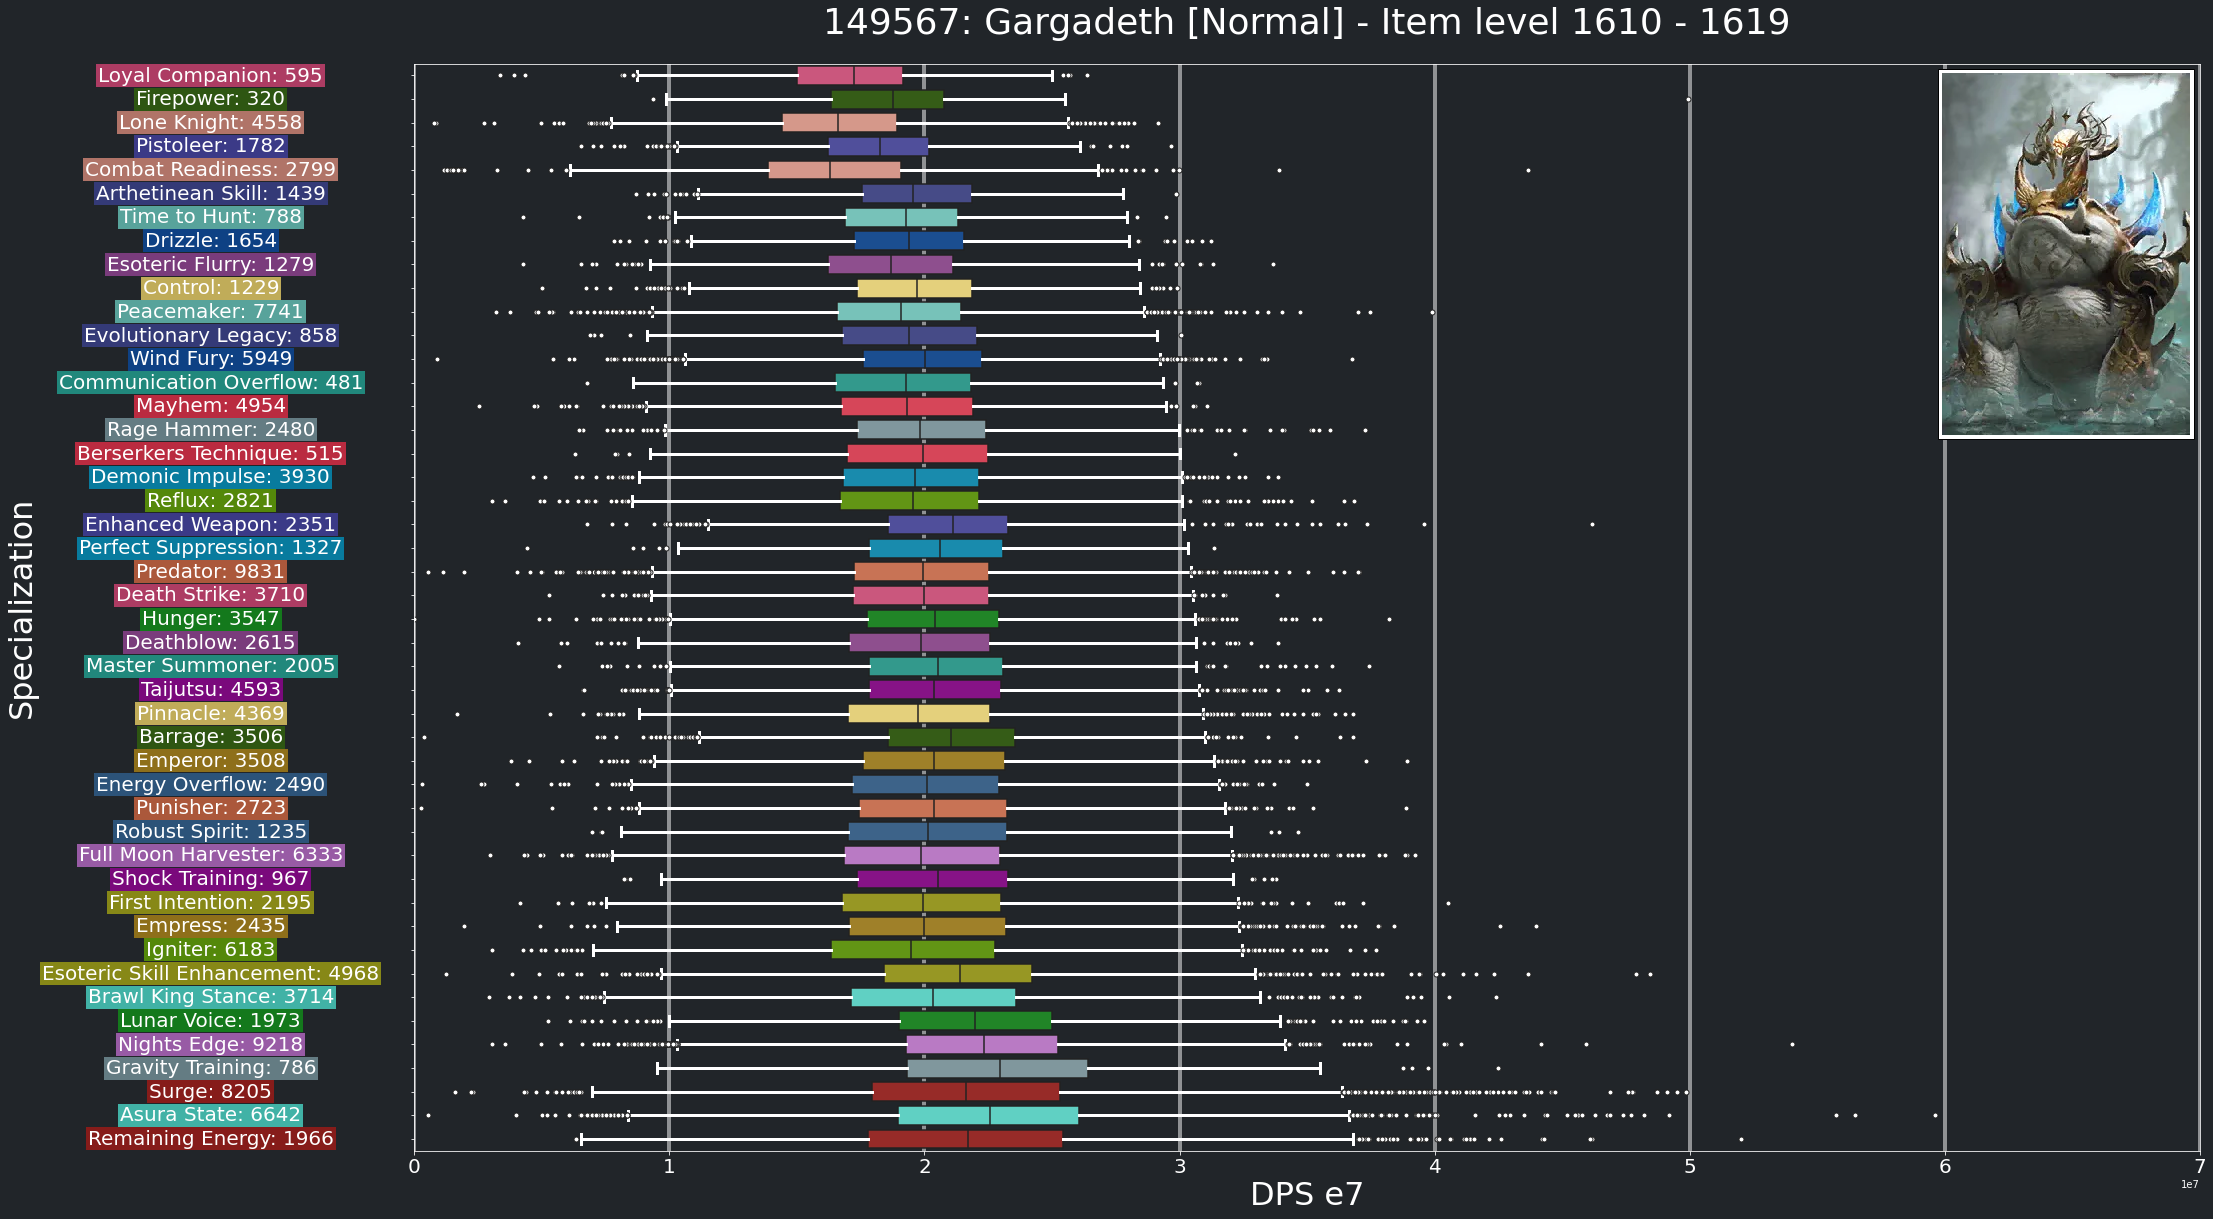 149567: Gargadeth [Normal] - Item level 1610 - 1619
Loyal Companion: 595
Firepower: 320
Lone Knight: 4558
Pistoleer: 1782
Combat Readiness: 2799
Arthetinean Skill: 1439
Time to Hunt: 788
Drizzle: 1654
Esoteric Flurry: 1279
Control: 1229
Peacemaker: 7741
Evolutionary Legacy: 858
Wind Fury: 5949
Communication Overflow: 481
Mayhem: 4954
Rage Hammer: 2480
Berserkers Technique: 515
Demonic Impulse: 3930
Reflux: 2821
Enhanced Weapon: 2351
Perfect Suppression: 1327
Predator: 9831
Death Strike: 3710
Hunger: 3547
Deathblow: 2615
Master Summoner: 2005
Taijutsu: 4593
Pinnacle: 4369
Barrage: 3506
Emperor: 3508
Energy Overflow: 2490
Punisher: 2723
Robust Spirit: 1235
Full Moon Harvester: 6333
Shock Training: 967
First Intention: 2195
Empress: 2435
Igniter: 6183
Esoteric Skill Enhancement: 4968
Brawl King Stance: 3714
Lunar Voice: 1973
Nights Edge: 9218
Gravity Training: 786
Surge: 8205
Asura State: 6642
Remaining Energy: 1966
Specialization
0 1 2 3 4 5 6 7
1e7
DPS e7